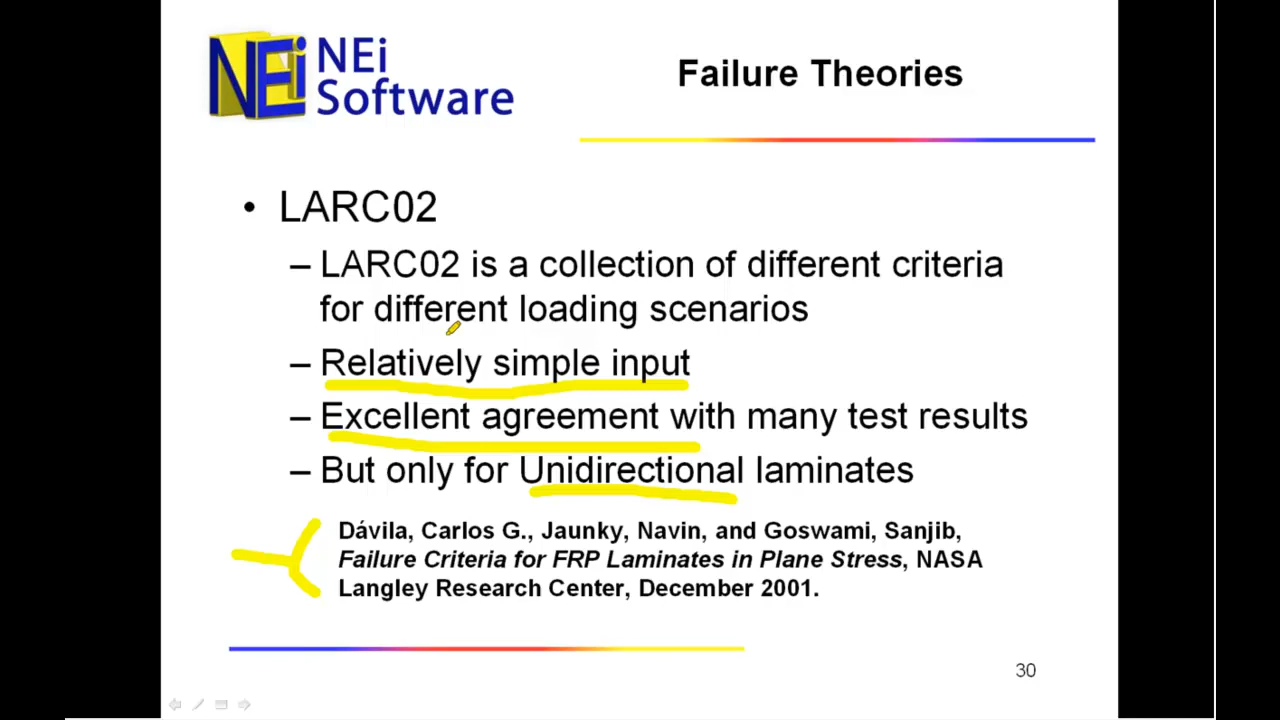 NEi NEi
Software
Failure Theories
• LARC02
– LARC02 is a collection of different criteria
for different loading scenarios
– Relatively simple input
– Excellent agreement with many test results
– But only for Unidirectional laminates
Dávila, Carlos G., Jaunky, Navin, and Goswami, Sanjib,
Failure Criteria for FRP Laminates in Plane Stress, NASA
Langley Research Center, December 2001.
30